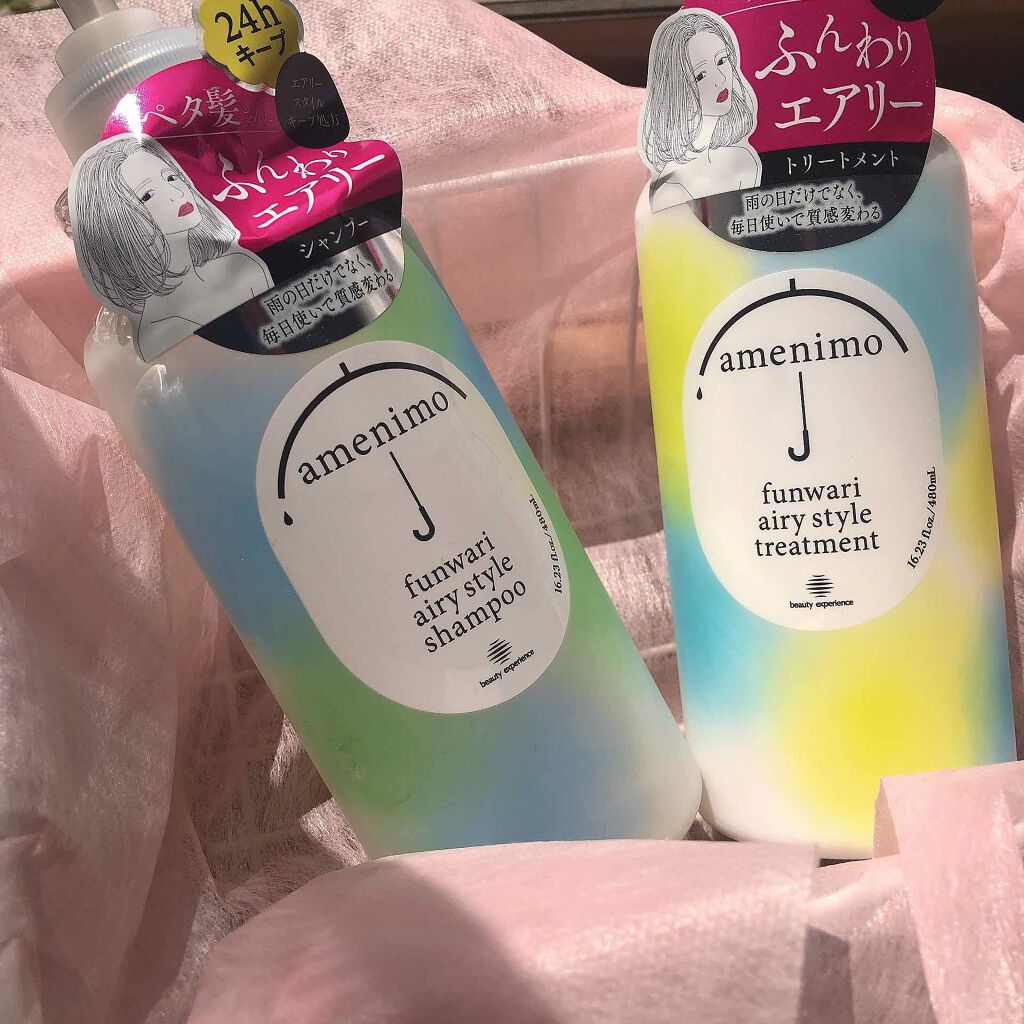 24h
キープ
エアリー
スタイル
キープ処方
ペタ髪さんに
ふんわり
エアリー
シャンプー
雨の日だけでなく、
毎日使いで質感変わる
amenimo
funwari
airy style
shampoo
16.23 fl.oz./480mL
beauty experience
ふんわり
エアリー
トリートメント
雨の日だけでなく、
毎日使いで質感変わる
amenimo
funwari
airy style
treatment
16.23 fl.oz./480mL
beauty experience